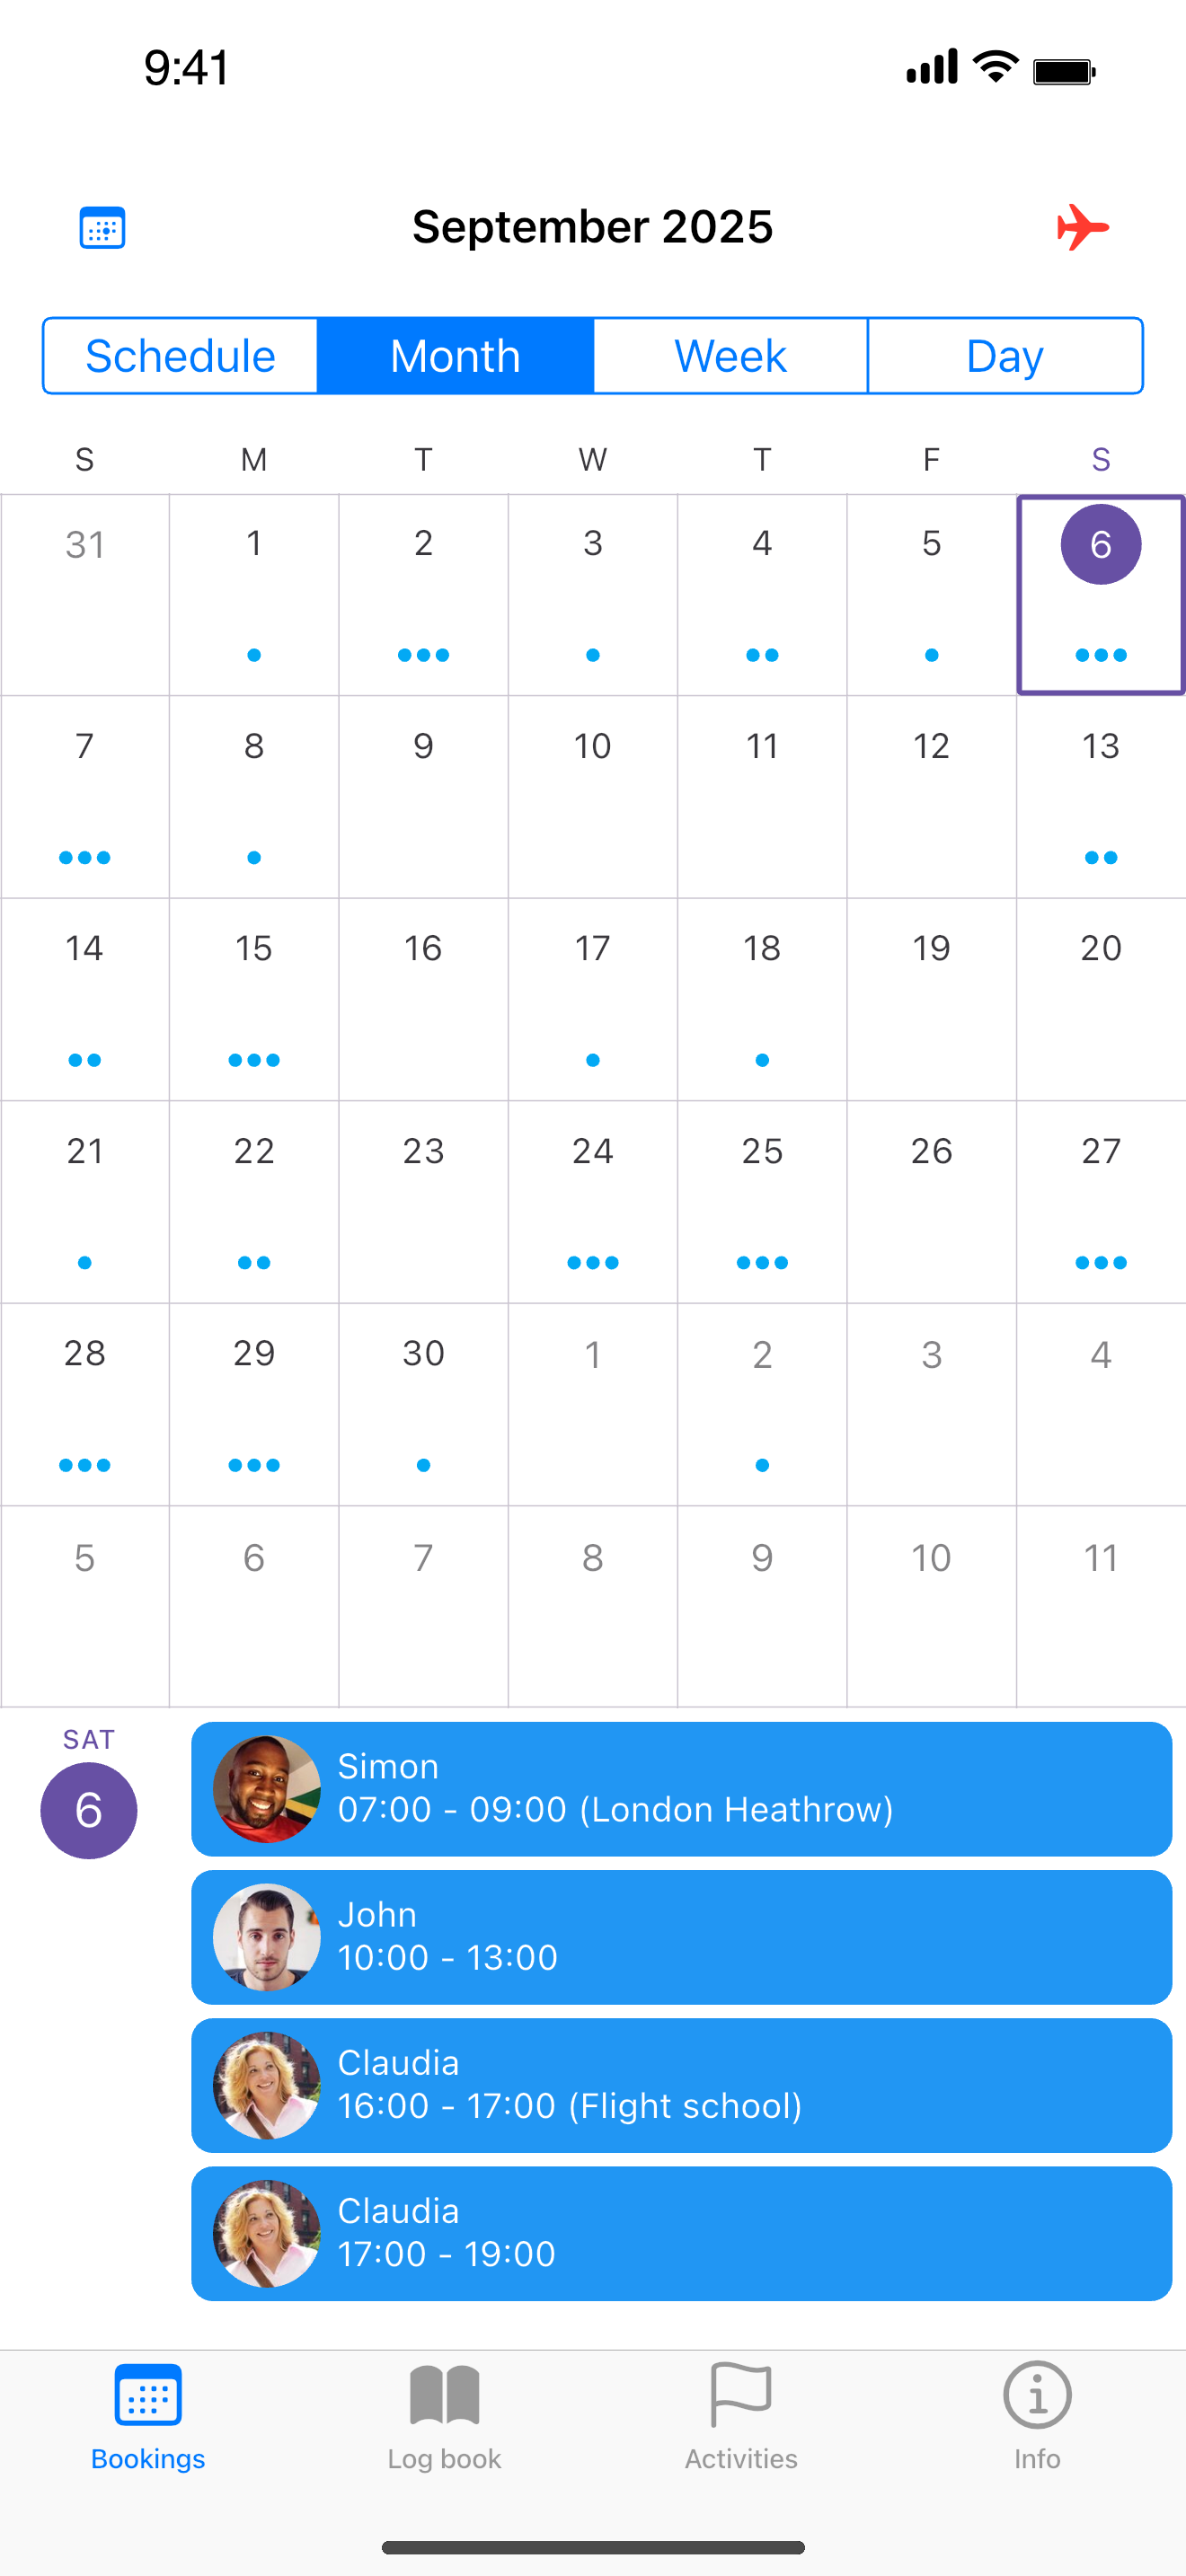 9:41
September 2025
Schedule Month Week Day
S M T W T F S
31 1 2 3 4 5 6
7 8 9 10 11 12 13
14 15 16 17 18 19 20
21 22 23 24 25 26 27
28 29 30 1 2 3 4
5 6 7 8 9 10 11
SAT
6
Simon
07:00 - 09:00 (London Heathrow)
John
10:00 - 13:00
Claudia
16:00 - 17:00 (Flight school)
Claudia
17:00 - 19:00
Bookings Log book Activities Info